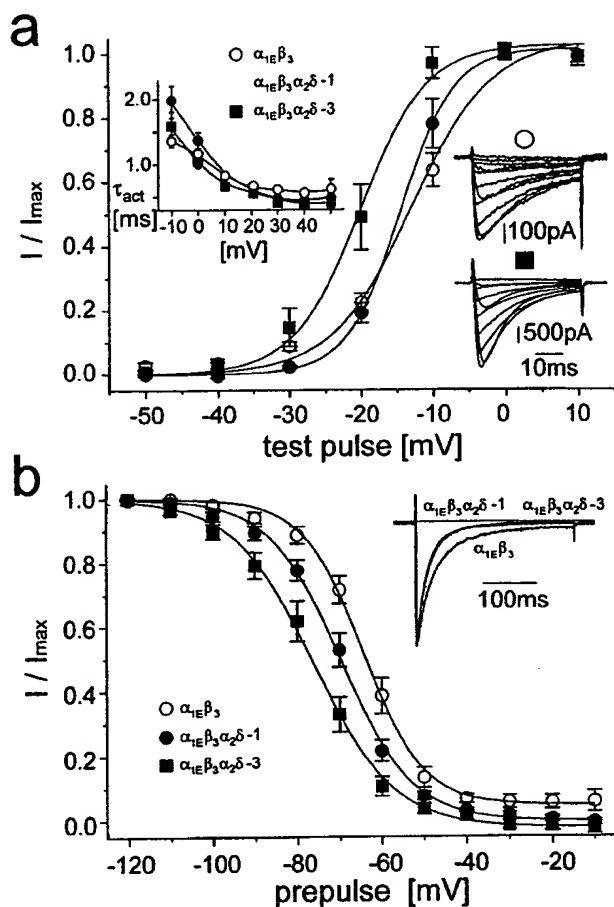 a
1.0
0.8
0.6
0.4
0.2
0.0
I / Imax
α1Eβ3
α1Eβ3α2δ-1
α1Eβ3α2δ-3
2.0
1.0
τact
[ms]
-10 0 10 20 30 40
[mV]
100pA
500pA
10ms
-50 -40 -30 -20 -10 0 10
test pulse [mV]
b
1.0
0.8
0.6
0.4
0.2
0.0
I / Imax
α1Eβ3α2δ-1 α1Eβ3α2δ-3
α1Eβ3
100ms
α1Eβ3
α1Eβ3α2δ-1
α1Eβ3α2δ-3
-120 -100 -80 -60 -40 -20
prepulse [mV]